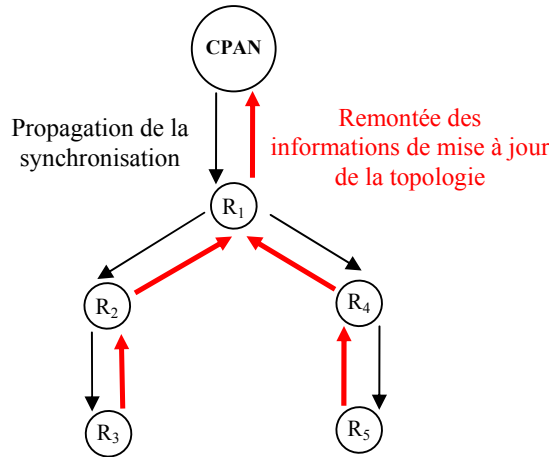 CPAN
Propagation de la
synchronisation
Remontée des
informations de mise à jour
de la topologie
R1
R2
R4
R3
R5